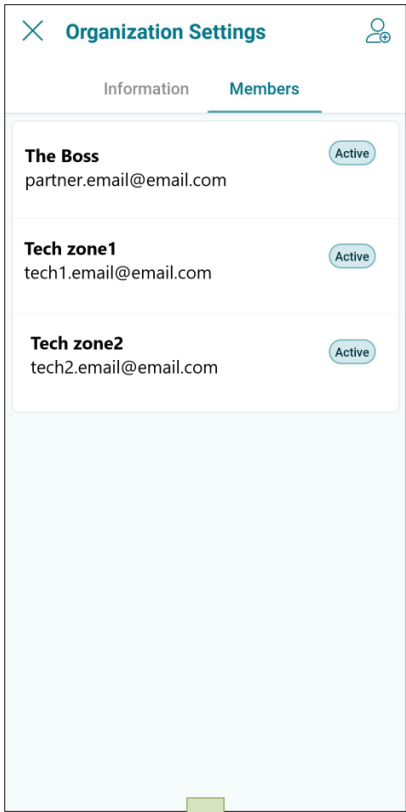 Organization Settings
Information Members
The Boss Active
partner.email@email.com
Tech zone1 Active
tech1.email@email.com
Tech zone2 Active
tech2.email@email.com